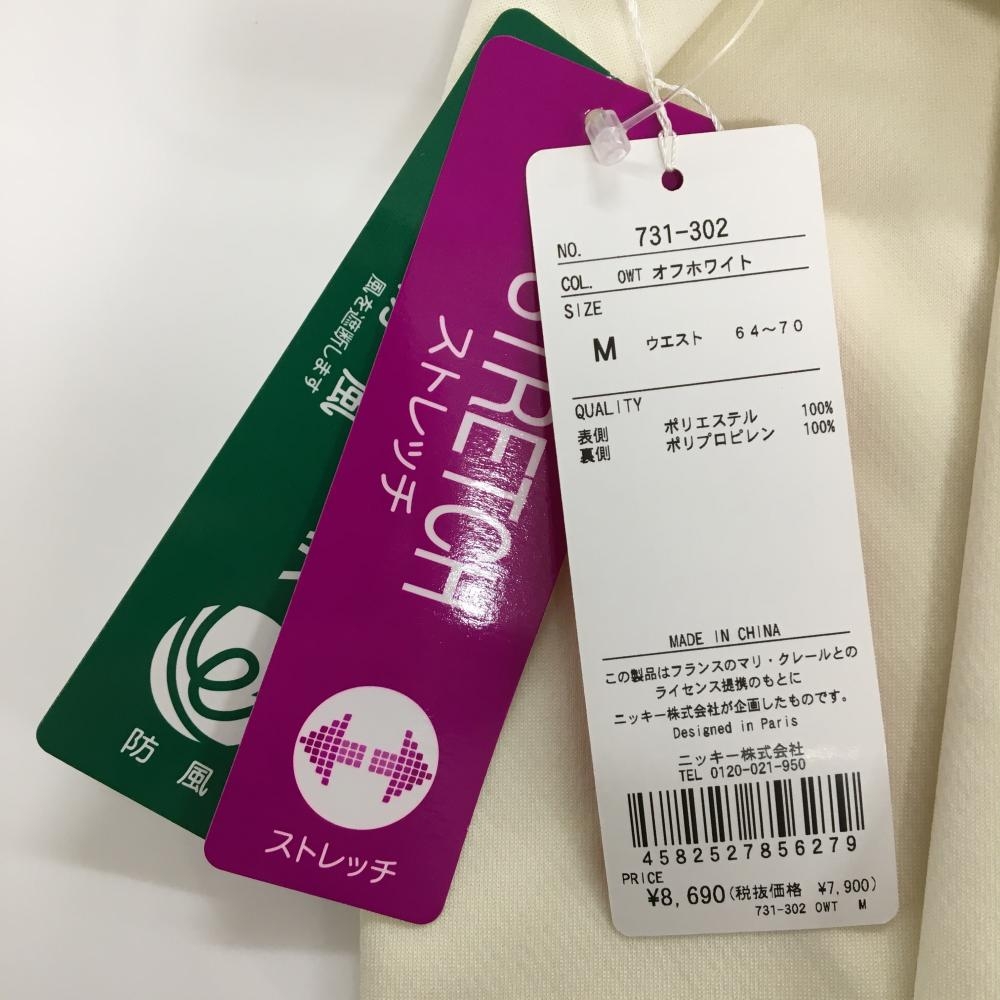 風
風を遮断します
防風
STRETCH
ストレッチ
ストレッチ
NO. 731-302
COL. OWT オフホワイト
SIZE
M ウエスト 64～70
QUALITY
表側 ポリエステル 100%
裏側 ポリプロピレン 100%
MADE IN CHINA
この製品はフランスのマリ・クレールとの
ライセンス提携のもとに
ニッキー株式会社が企画したものです。
Designed in Paris
ニッキー株式会社
TEL 0120-021-950
4582527856279
PRICE
¥8,690(税抜価格 ¥7,900)
731-302 OWT M